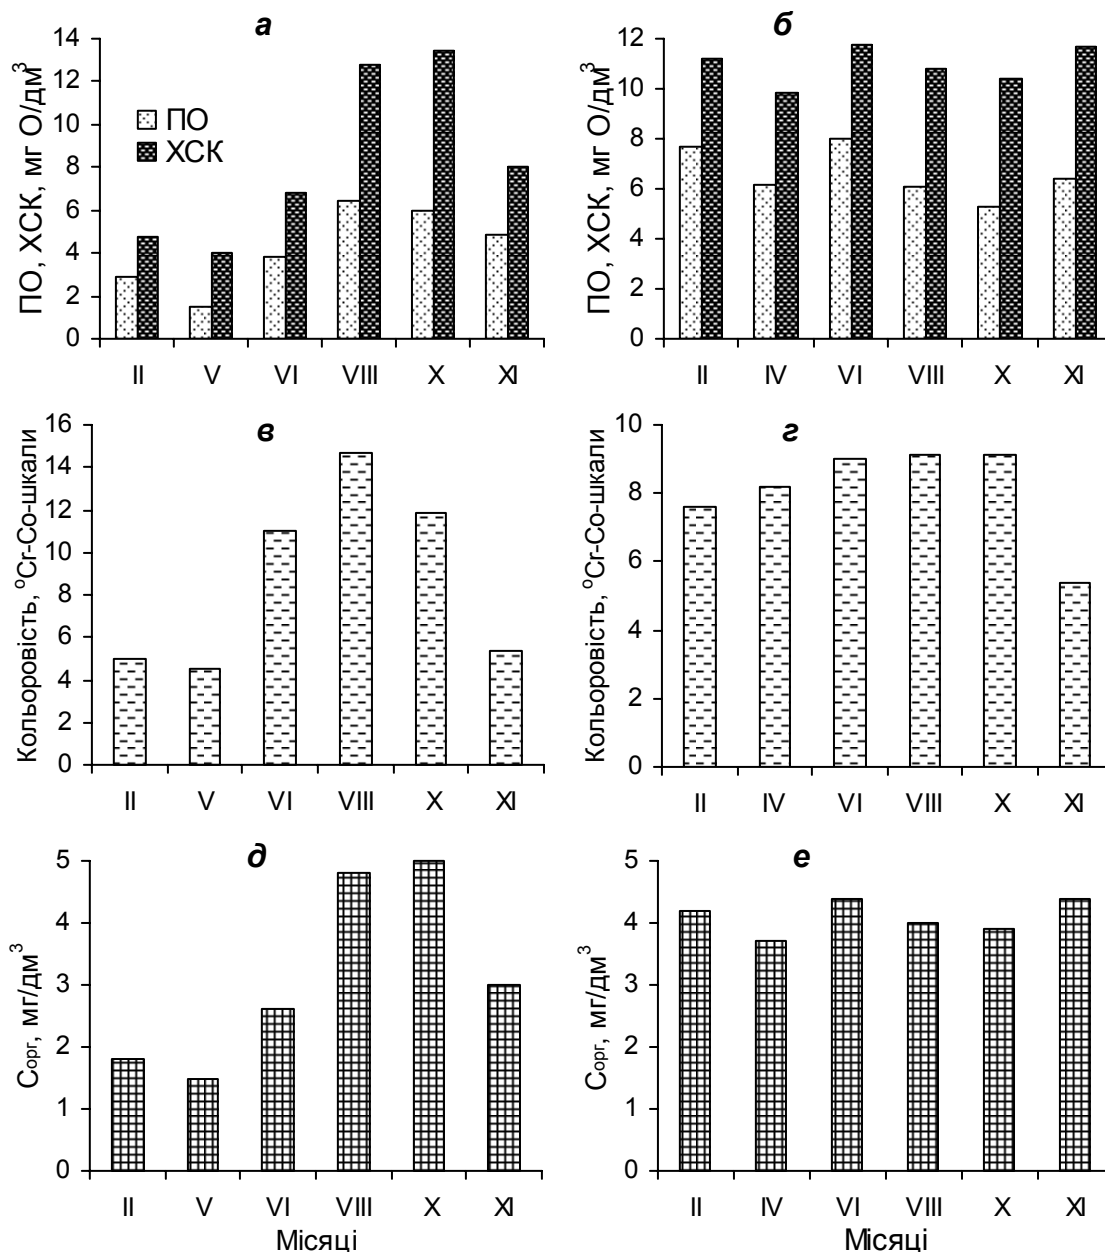 а
ПО, ХСК, мг О/дм³
14
12
10
8
6
4
2
0
ПО
ХСК
II V VI VIII X XI
б
ПО, ХСК, мг О/дм³
12
10
8
6
4
2
0
II IV VI VIII X XI
в
Кольоровість, ºCr-Co-шкали
16
14
12
10
8
6
4
2
0
II V VI VIII X XI
г
Кольоровість, ºCr-Co-шкали
10
8
6
4
2
0
II IV VI VIII X XI
д
Сорг, мг/дм³
5
4
3
2
1
0
II V VI VIII X XI
Місяці
е
Сорг, мг/дм³
5
4
3
2
1
0
II IV VI VIII X XI
Місяці